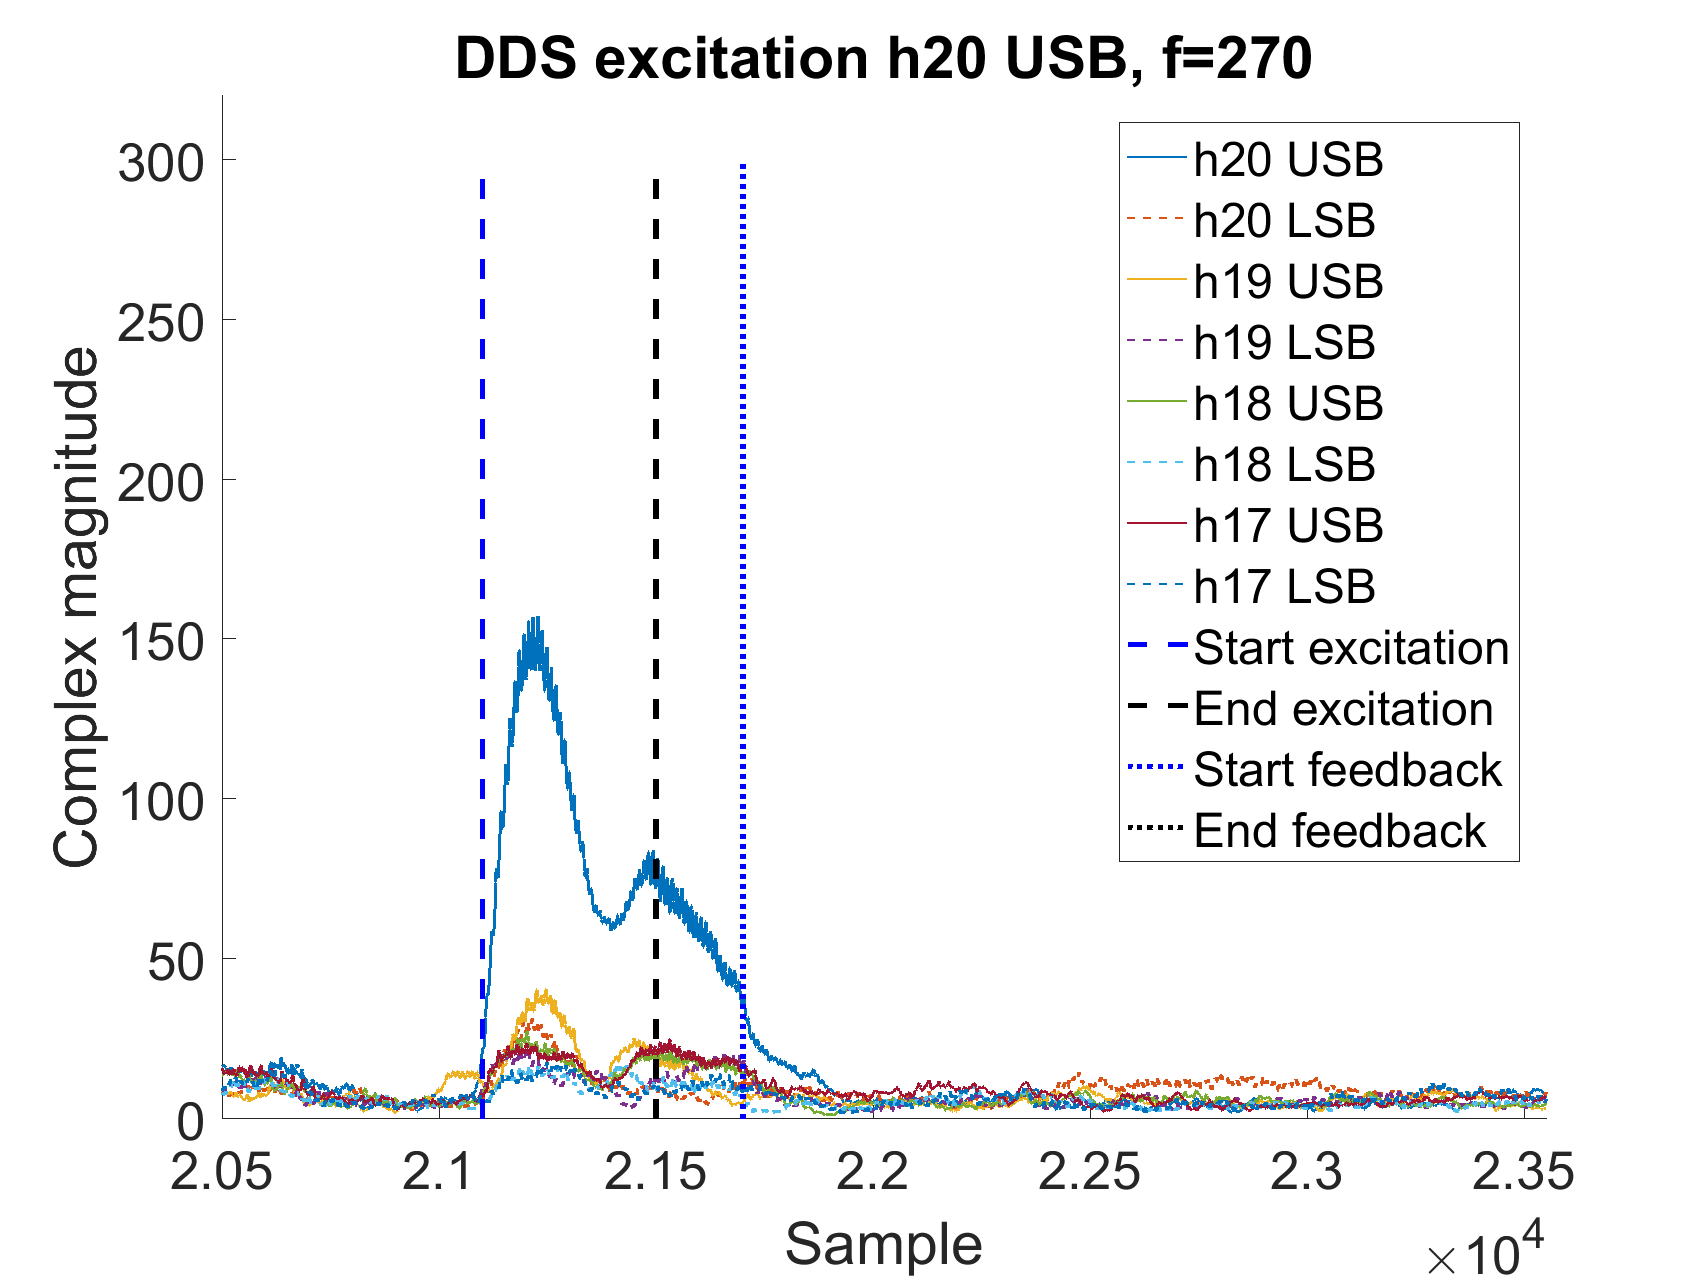 DDS excitation h20 USB, f=270
300
250
200
150
100
50
0
Complex magnitude
h20 USB
h20 LSB
h19 USB
h19 LSB
h18 USB
h18 LSB
h17 USB
h17 LSB
Start excitation
End excitation
Start feedback
End feedback
2.05 2.1 2.15 2.2 2.25 2.3 2.35
Sample
×10⁴